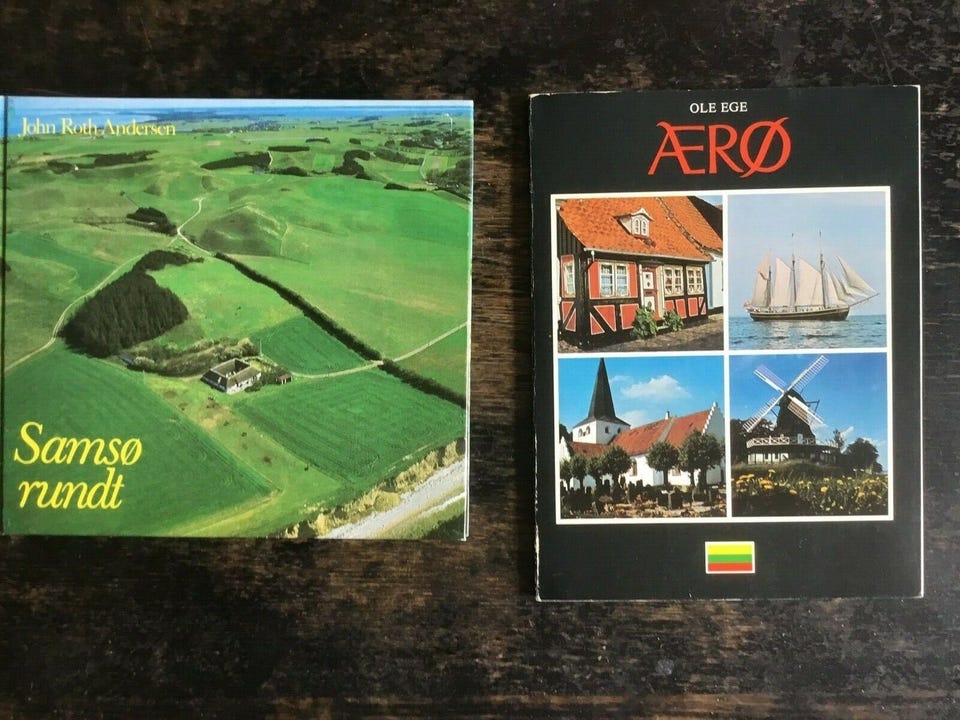 John Roth Andersen
Samsø
rundt
OLE EGE
ÆRØ